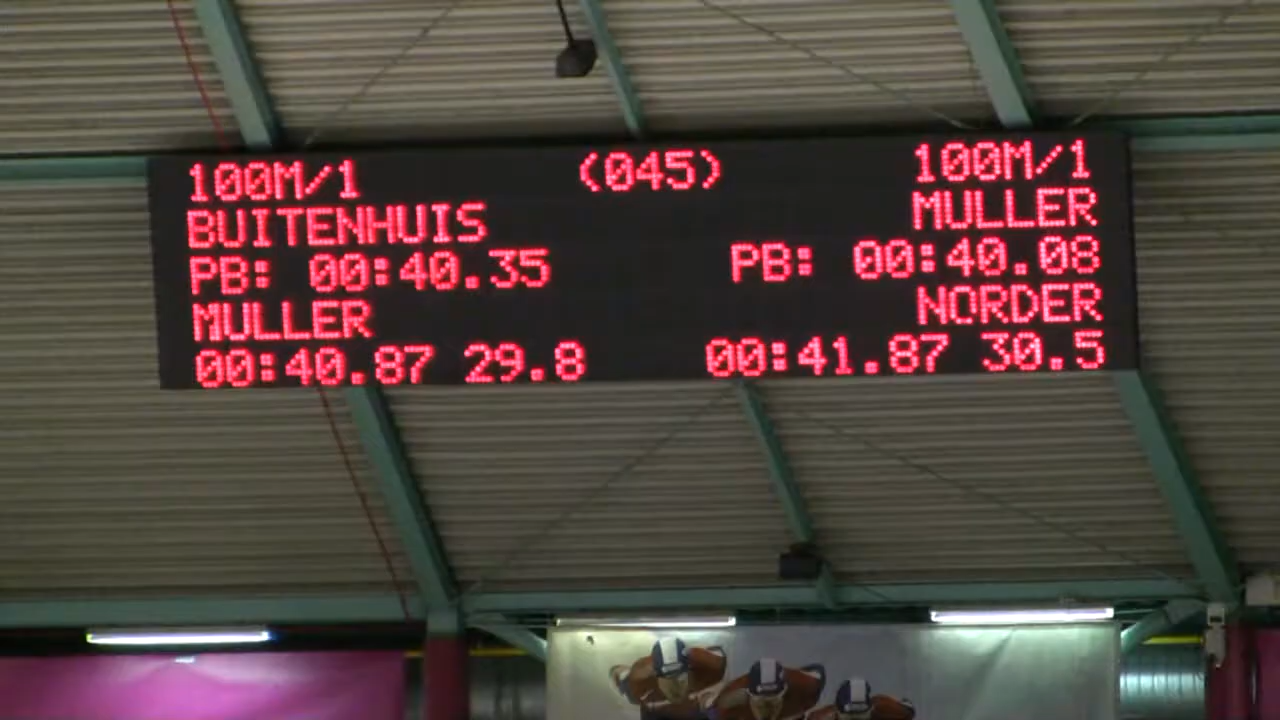 100M/1 (045) 100M/1
BUITENHUIS MULLER
PB: 00:40.35 PB: 00:40.08
MULLER NORDER
00:40.87 29.8 00:41.87 30.5